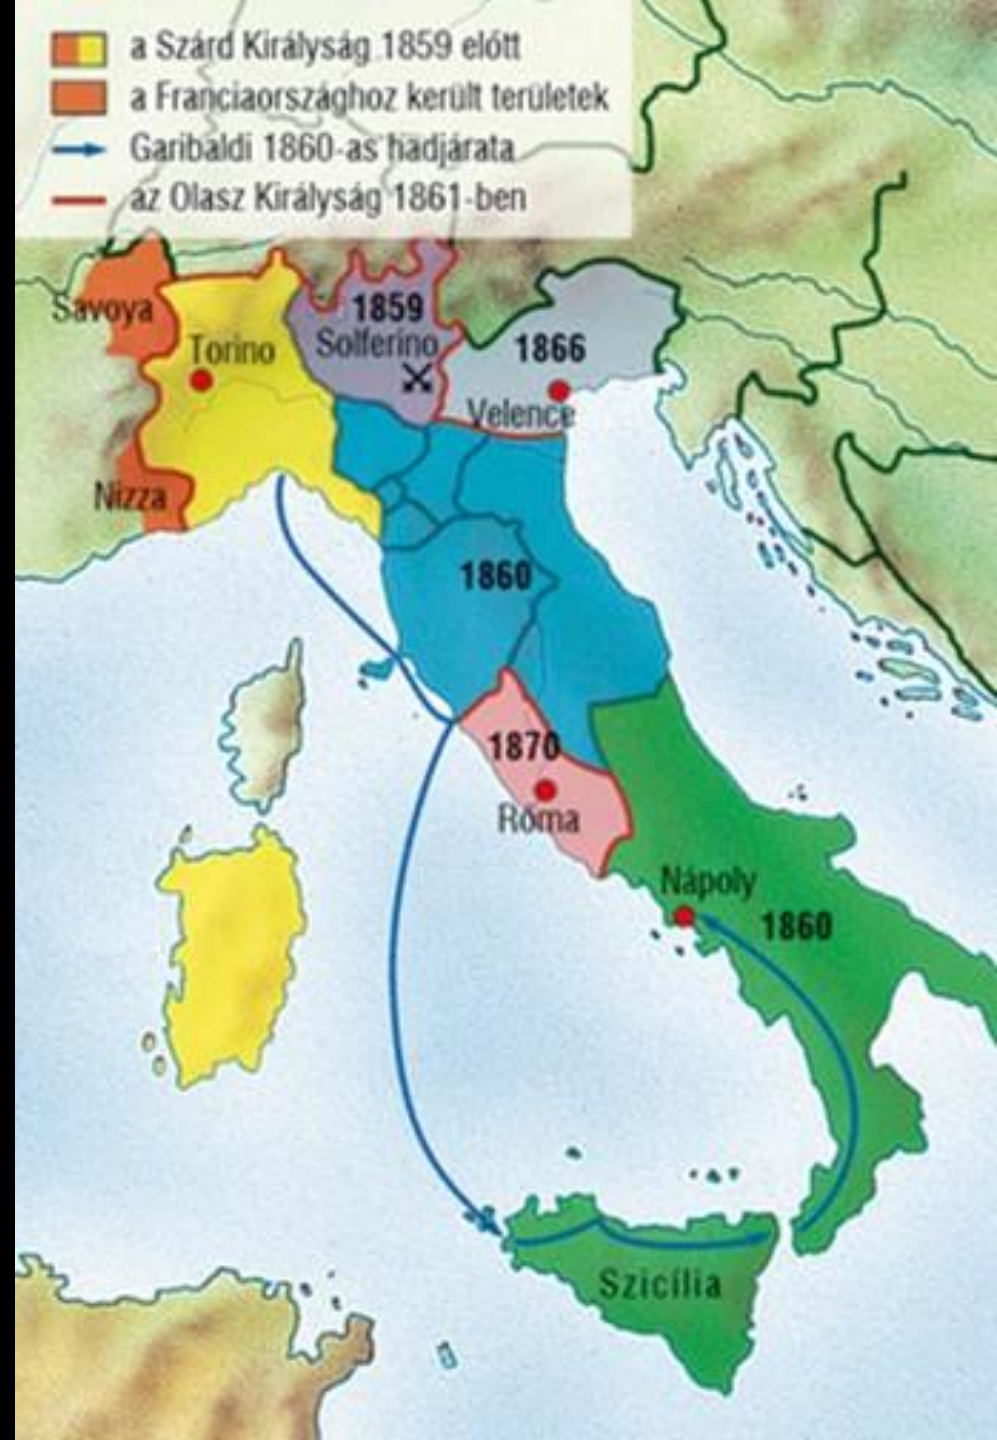 a Szárd Királyság 1859 előtt
a Franciaországhoz került területek
Garibaldi 1860-as hadjárata
az Olasz Királyság 1861-ben
Savoya
1859
Torino
Solferino
1866
Velence
Nizza
1860
1870
Róma
Nápoly
1860
Szicília